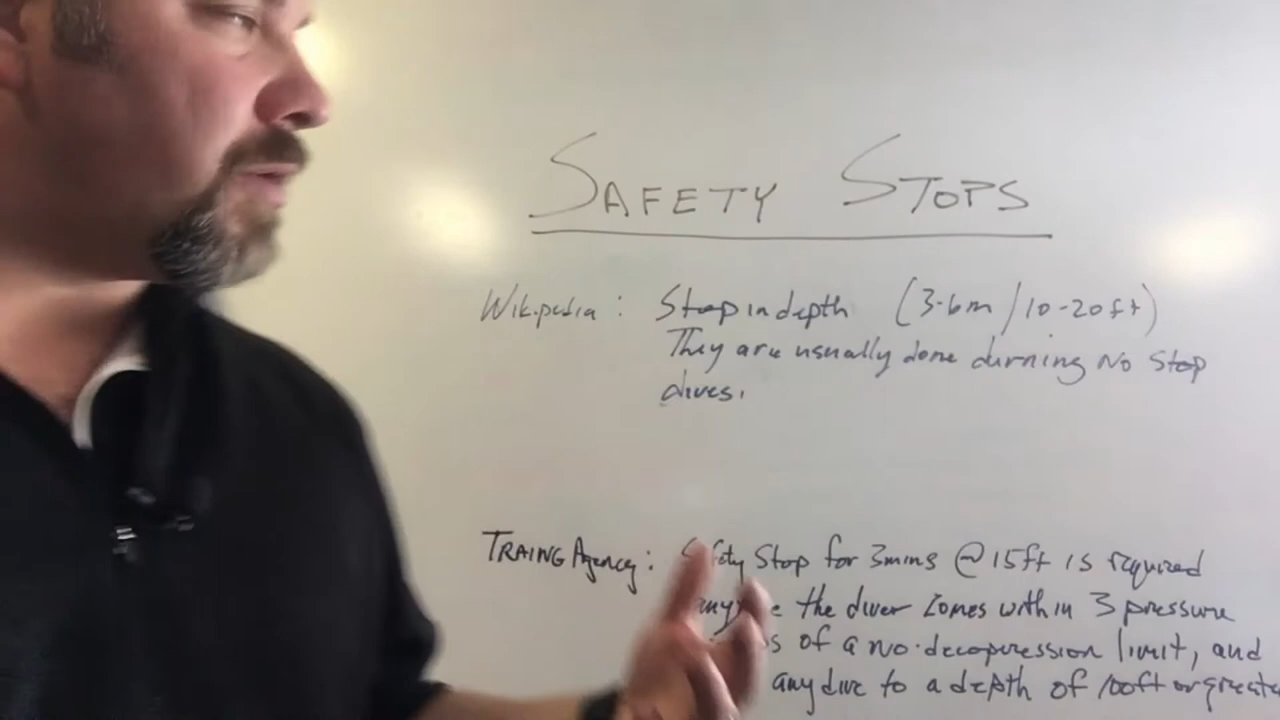 SAFETY STOPS
Wikipedia: Stop in depth (3-6m/10-20ft)
They are usually done durning No Stop
dives.
TRAING Agency: Safety Stop for 3mins @ 15ft is required
the diver comes within 3 pressure
of a no-decopression limit, and
any dive to a depth of 100ft or greater